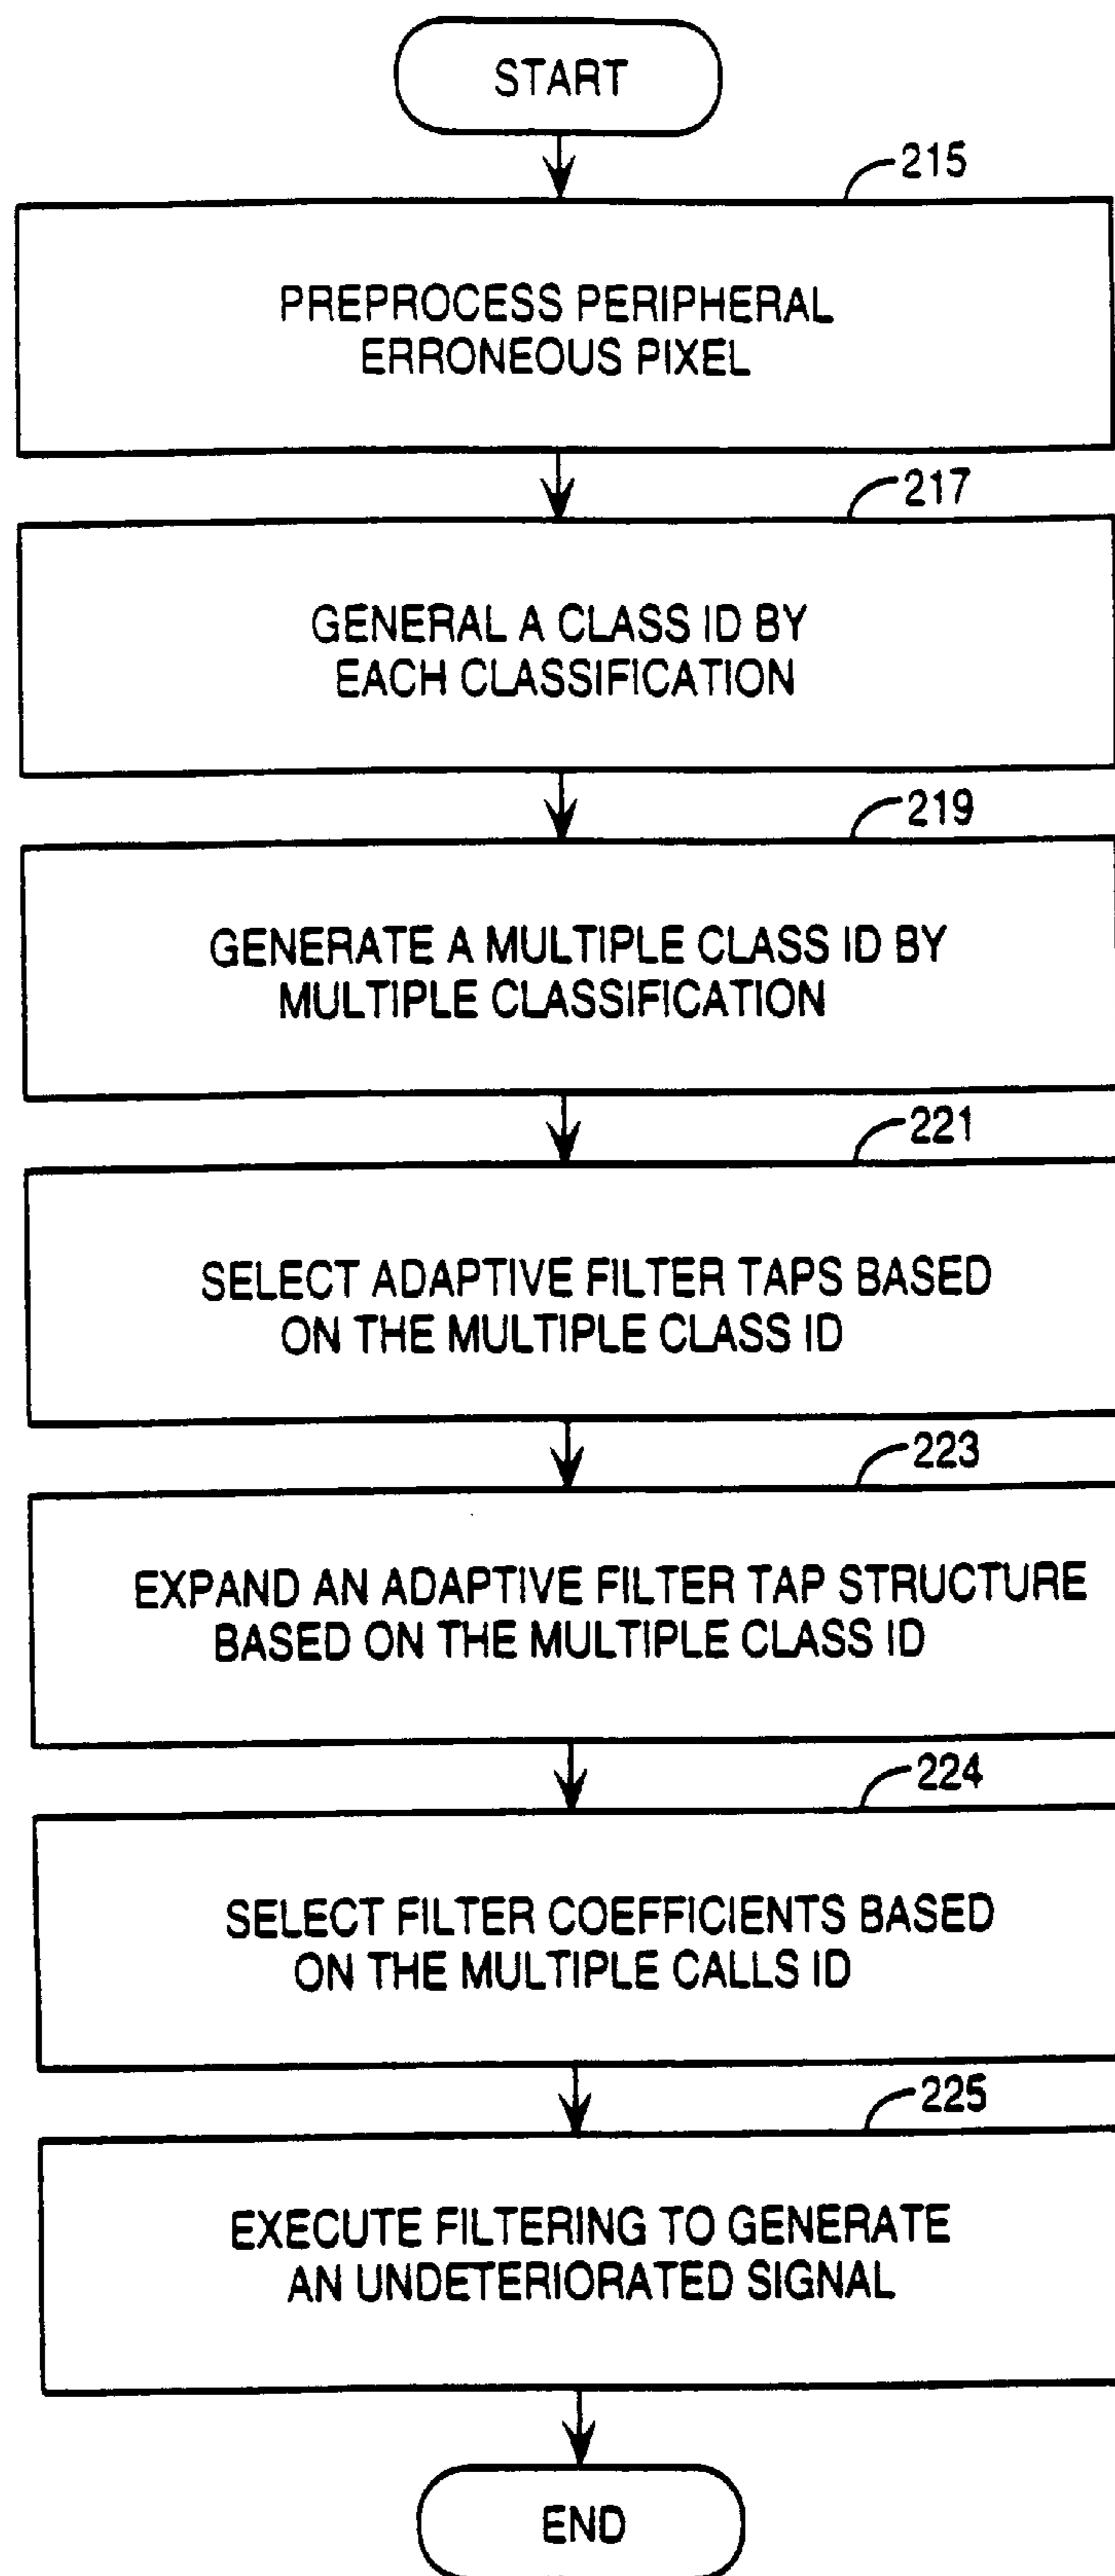 START
215
PREPROCESS PERIPHERAL
ERRONEOUS PIXEL
217
GENERAL A CLASS ID BY
EACH CLASSIFICATION
219
GENERATE A MULTIPLE CLASS ID BY
MULTIPLE CLASSIFICATION
221
SELECT ADAPTIVE FILTER TAPS BASED
ON THE MULTIPLE CLASS ID
223
EXPAND AN ADAPTIVE FILTER TAP STRUCTURE
BASED ON THE MULTIPLE CLASS ID
224
SELECT FILTER COEFFICIENTS BASED
ON THE MULTIPLE CALLS ID
225
EXECUTE FILTERING TO GENERATE
AN UNDETERIORATED SIGNAL
END